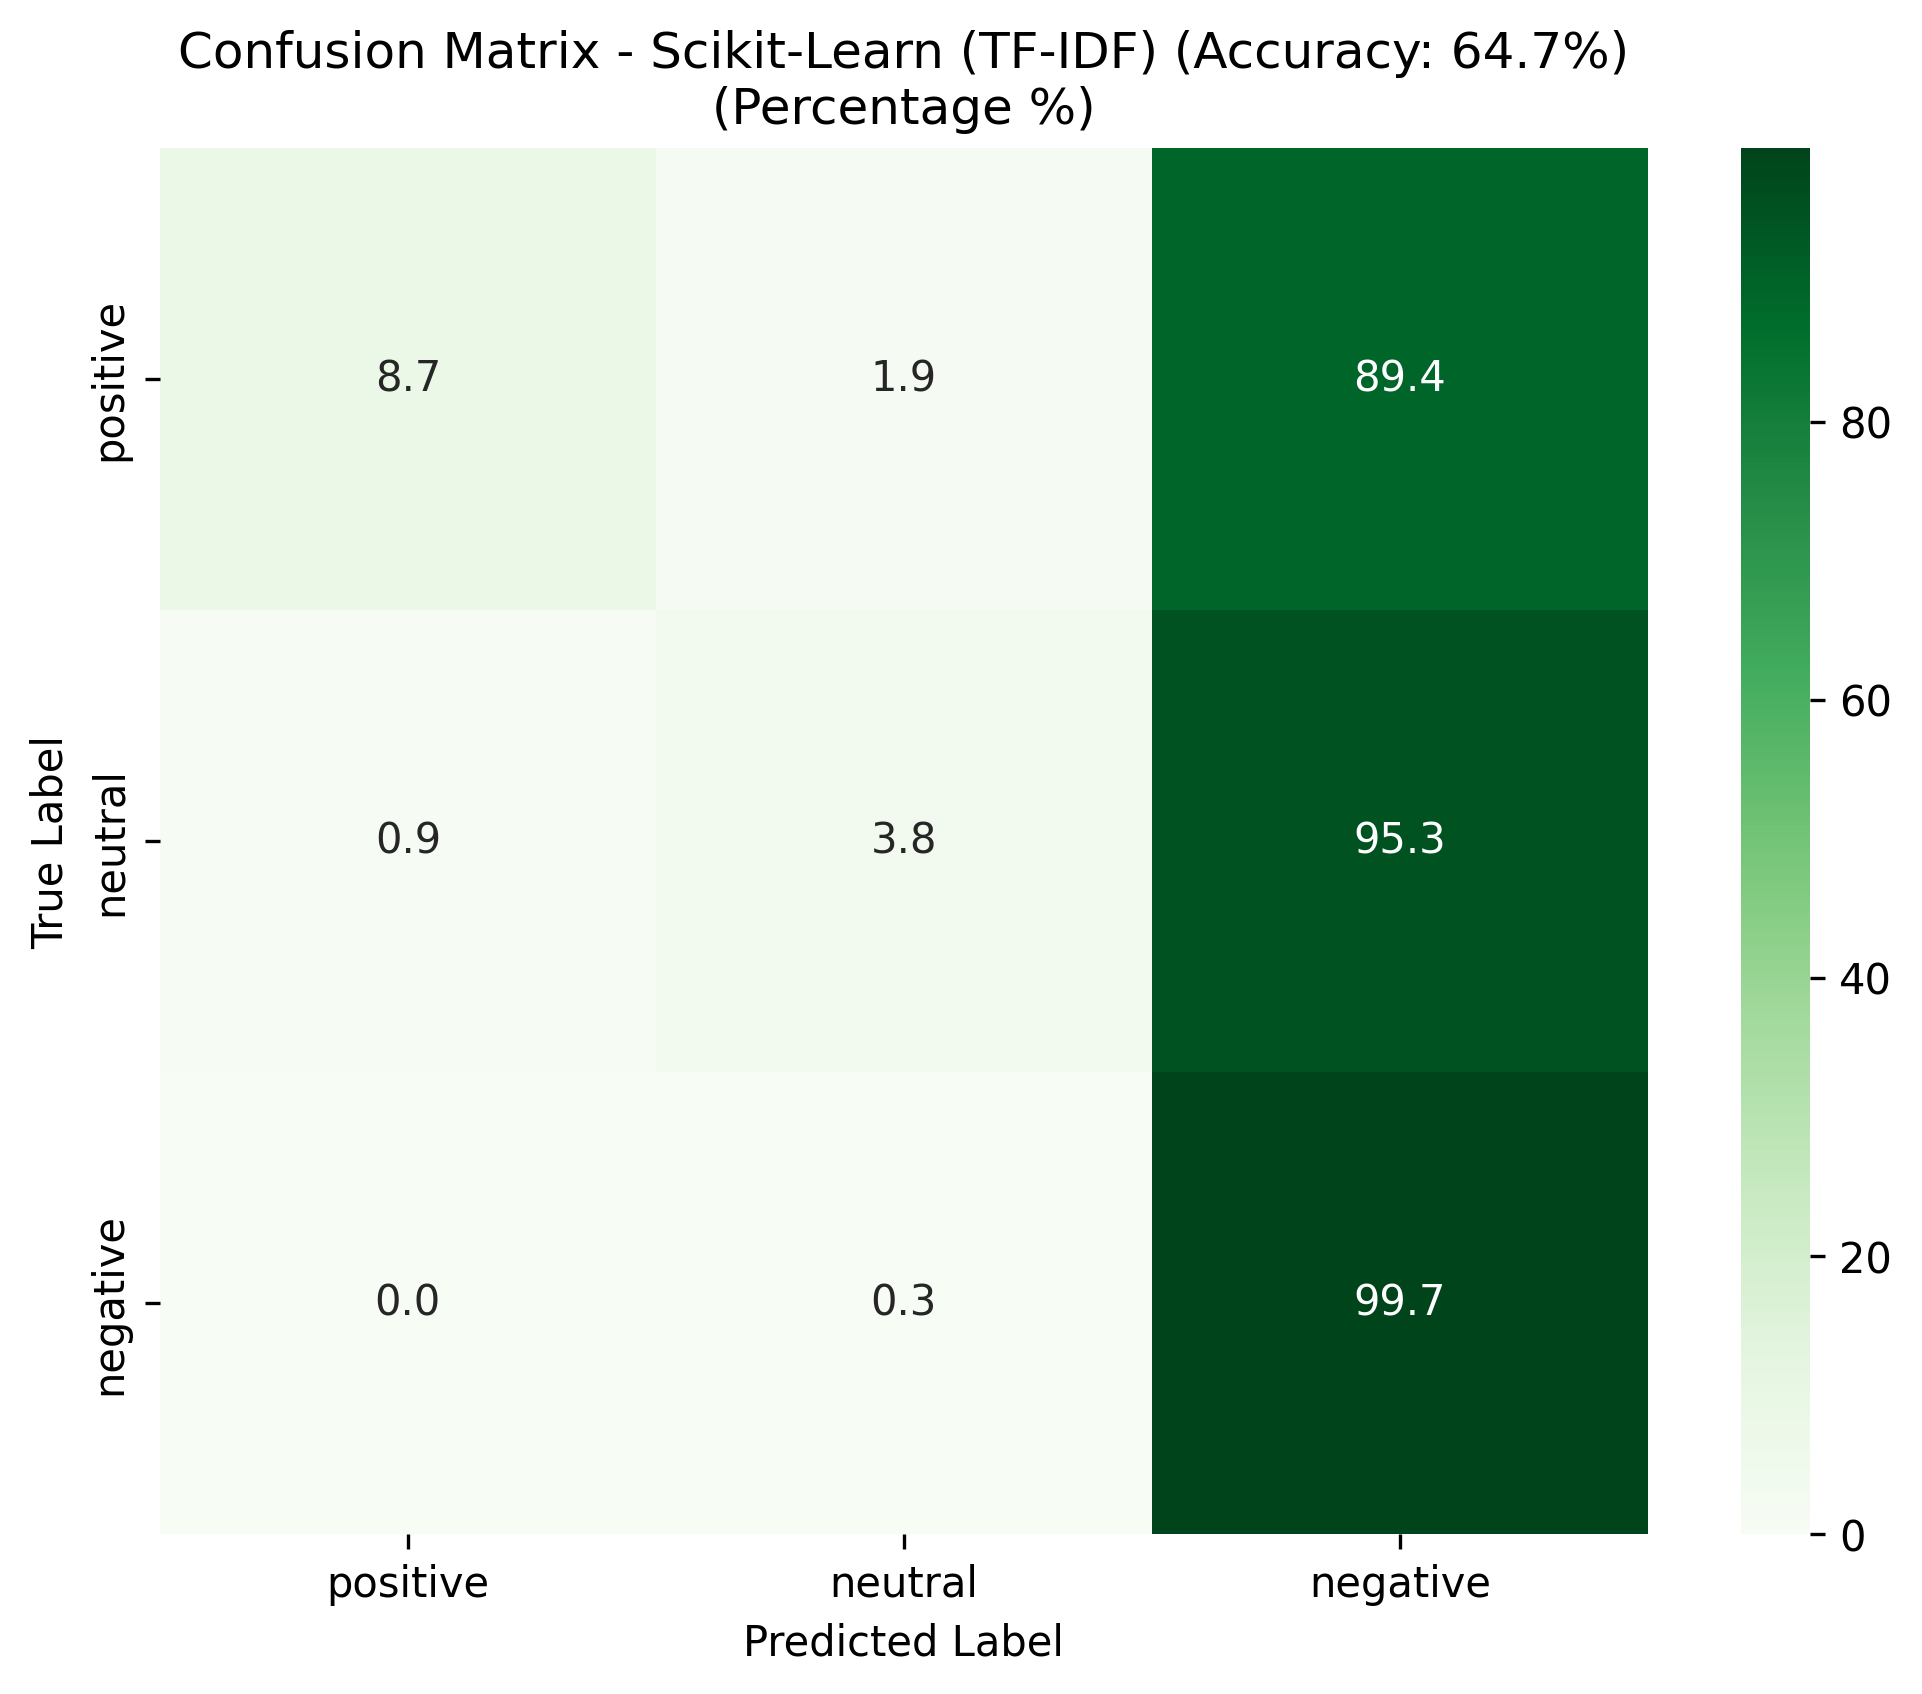 Confusion Matrix - Scikit-Learn (TF-IDF) (Accuracy: 64.7%)
(Percentage %)
True Label
positive
8.7
1.9
89.4
neutral
0.9
3.8
95.3
negative
0.0
0.3
99.7
positive
neutral
negative
Predicted Label
80
60
40
20
0